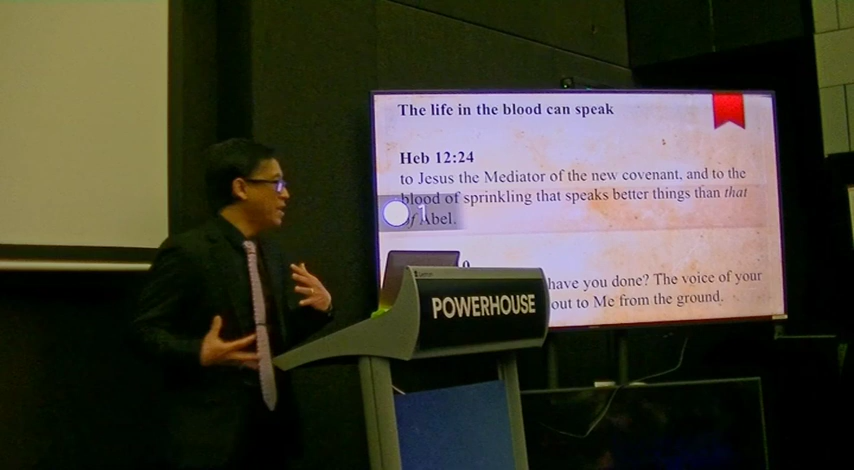 The life in the blood can speak
Heb 12:24
to Jesus the Mediator of the new covenant, and to the
blood of sprinkling that speaks better things than that
of Abel.
have you done? The voice of your
out to Me from the ground.
POWERHOUSE